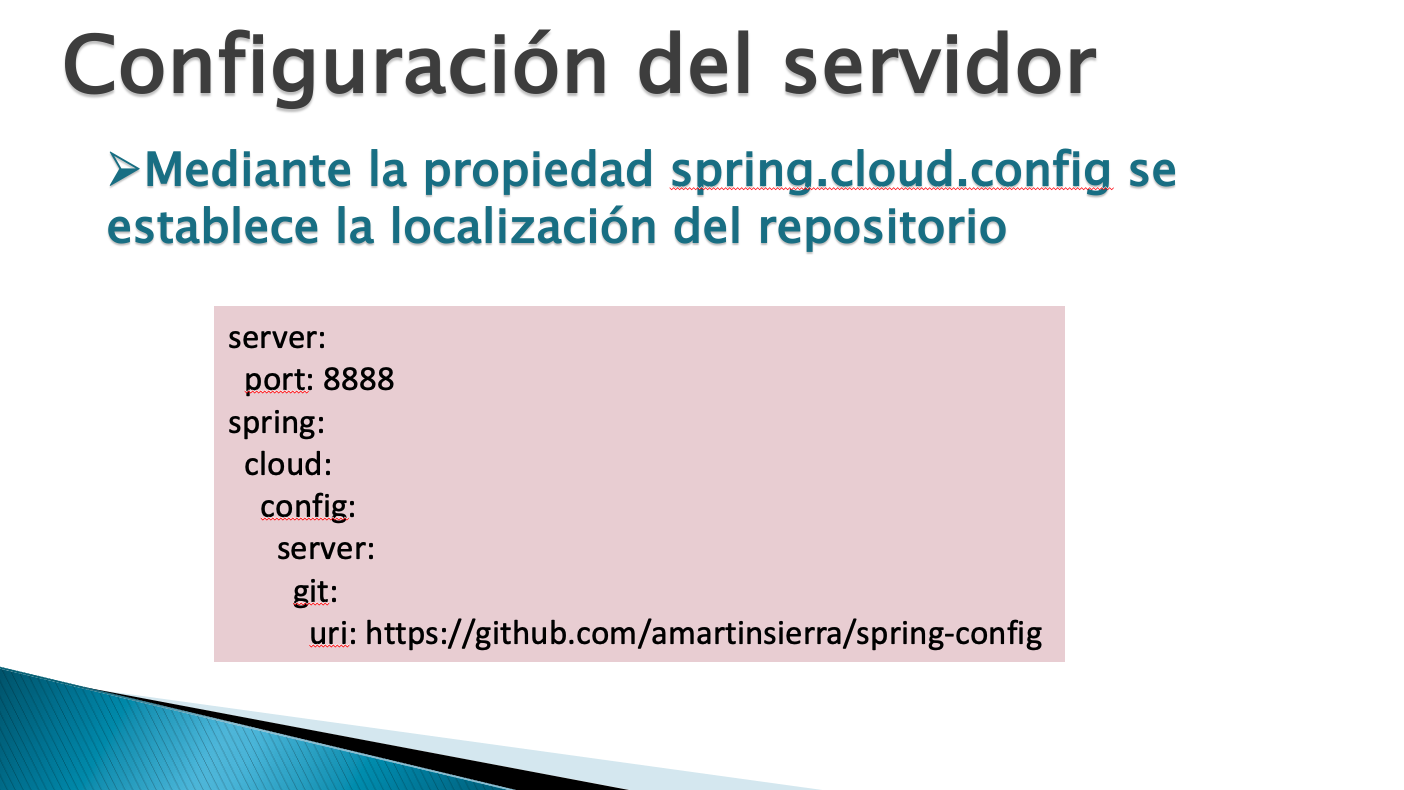 Configuración del servidor
➢Mediante la propiedad spring.cloud.config se
establece la localización del repositorio
server:
  port: 8888
spring:
  cloud:
    config:
      server:
        git:
          uri: https://github.com/amartinsierra/spring-config